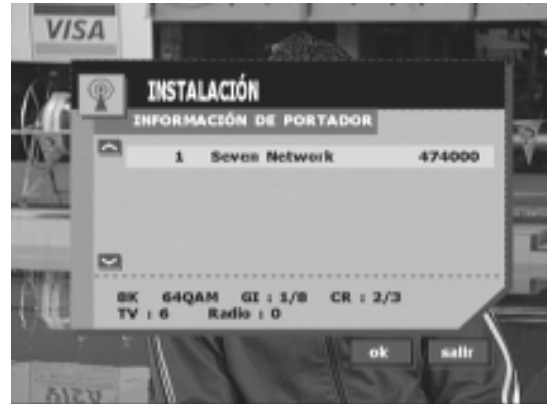 VISA
INSTALACIÓN
INFORMACIÓN DE PORTADOR
1 Seven Network 474000
8K 64QAM GI : 1/8 CR : 2/3
TV : 6 Radio : 0
ok salir